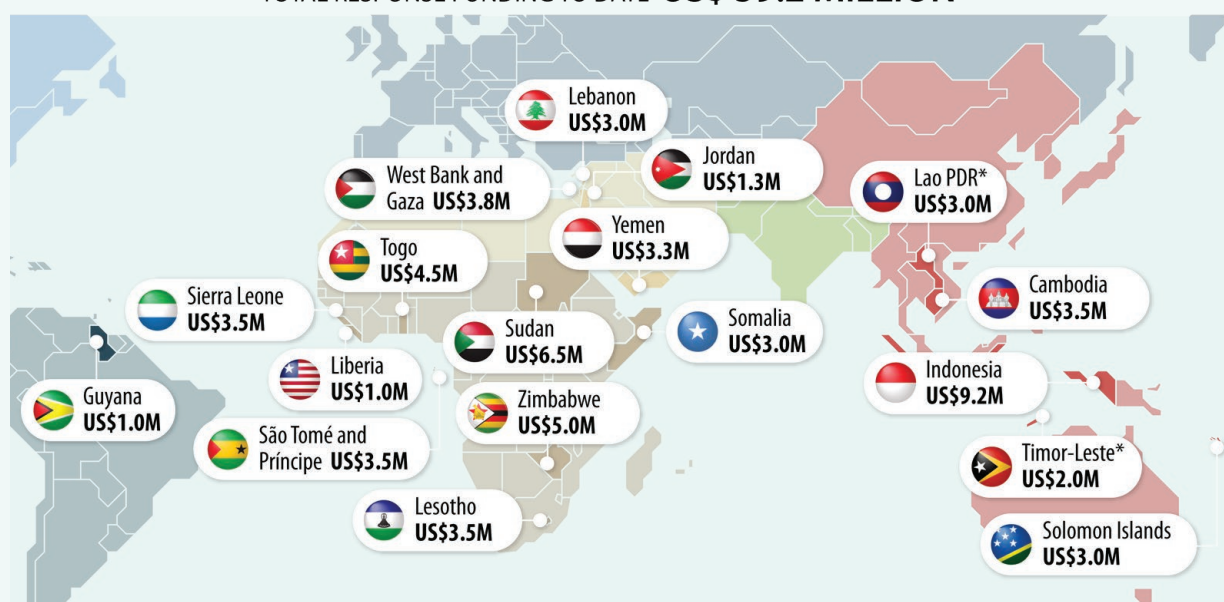 Lebanon
US$3.0M
West Bank and
Gaza US$3.8M
Jordan
US$1.3M
Lao PDR*
US$3.0M
Togo
US$4.5M
Yemen
US$3.3M
Sierra Leone
US$3.5M
Cambodia
US$3.5M
Sudan
US$6.5M
Somalia
US$3.0M
Liberia
US$1.0M
Indonesia
US$9.2M
Guyana
US$1.0M
Zimbabwe
US$5.0M
São Tomé and
Príncipe US$3.5M
Timor-Leste*
US$2.0M
Lesotho
US$3.5M
Solomon Islands
US$3.0M